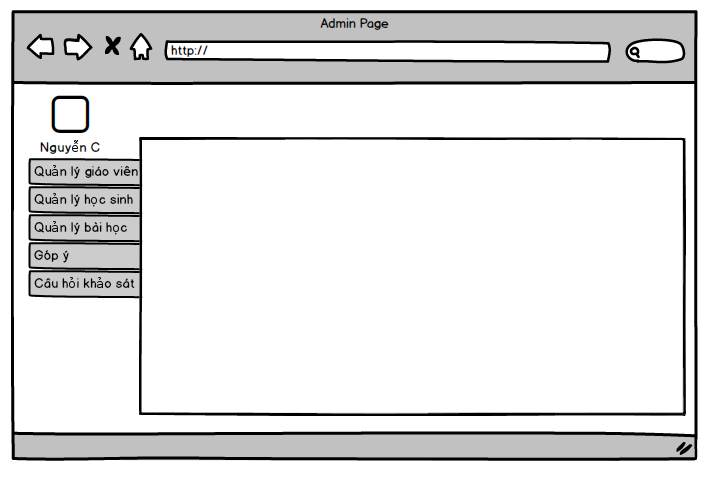 Admin Page
http://
Nguyễn C
Quản lý giáo viên
Quản lý học sinh
Quản lý bài học
Góp ý
Câu hỏi khảo sát